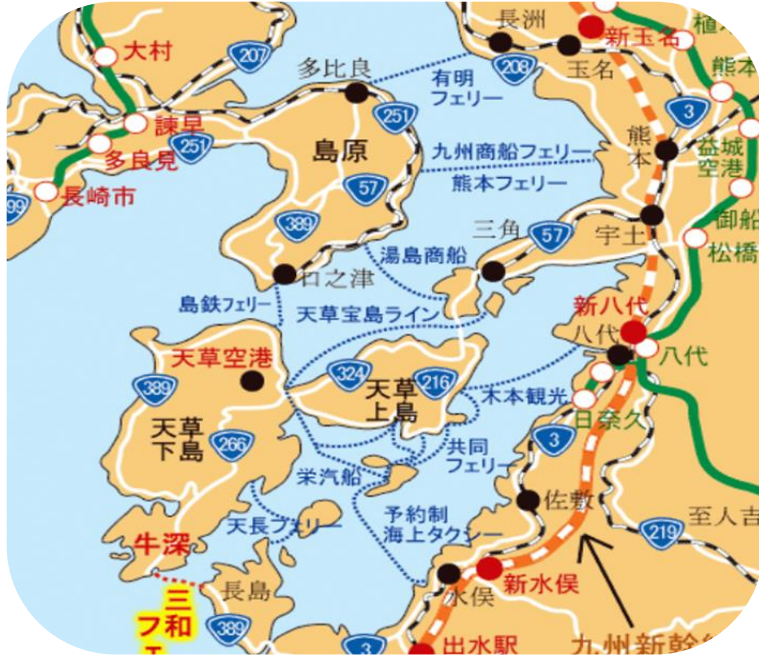 長洲
新玉名
植木
大村
207
多比良
玉名
208
熊本
有明
フェリー
251
3
諫早
251
島原
九州商船フェリー
熊本
益城
空港
多良見
57
熊本フェリー
長崎市
389
三角
57
宇土
御船
松橋
湯島商船
口之津
島鉄フェリー
天草宝島ライン
新八代
八代
八代
天草空港
324
389
天草
上島
216
木本観光
日奈久
天草
下島
266
3
共同
フェリー
栄汽船
佐敷
天長フェリー
予約制
海上タクシー
219
至人吉
牛深
長島
水俣
新水俣
三和
フェ
389
3
出水駅
九州新幹線